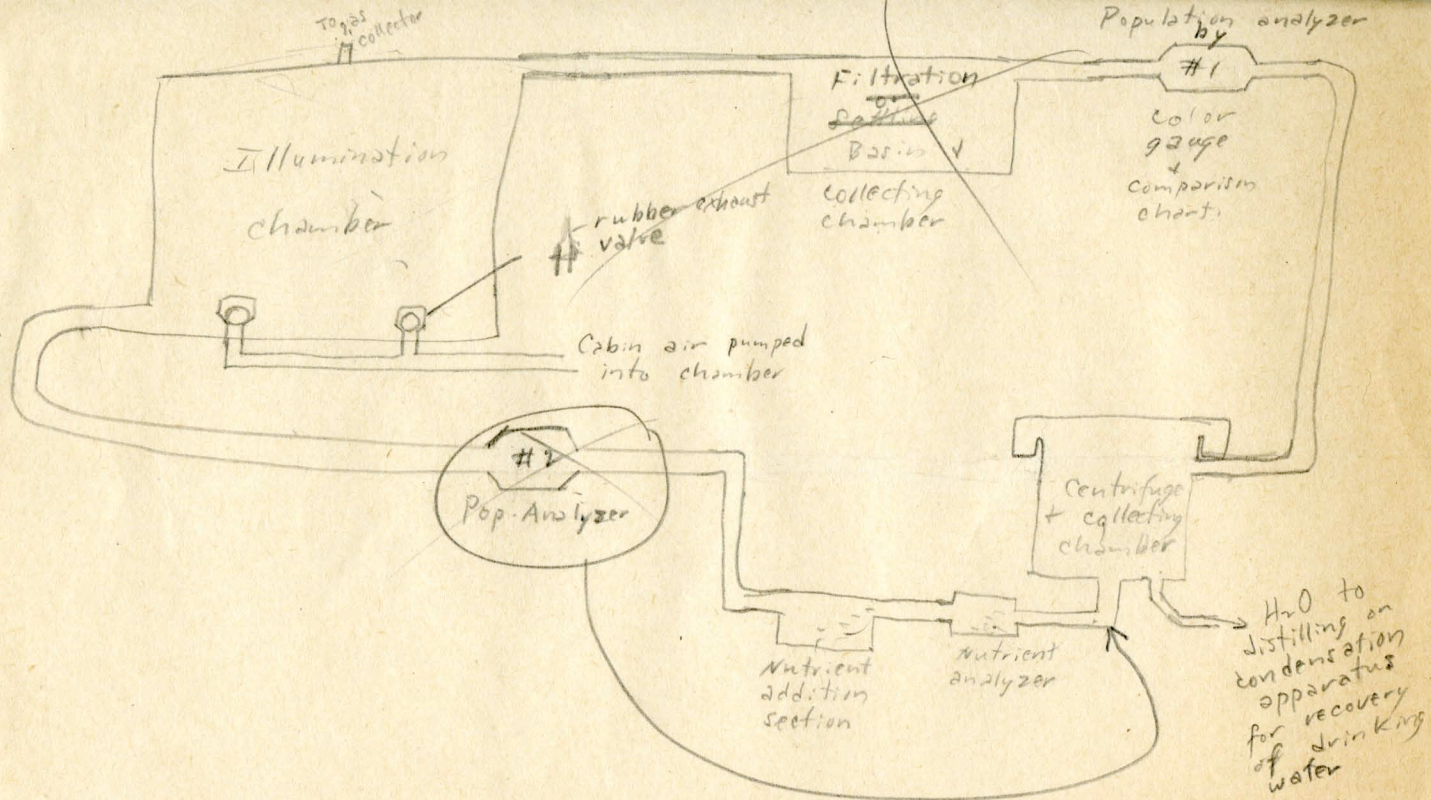 To gas
collector
Population analyzer
by
#1
color
gauge
+
comparison
chart.
Filtration
or
Settling
Basin
collecting
chamber
Illumination
chamber
rubber exhaust
valve
Cabin air pumped
into chamber
#2
Pop. Analyzer
Centrifuge
+ collecting
chamber
Nutrient
addition
section
Nutrient
analyzer
H2O to
distilling or
condensation
apparatus
for recovery
of drinking
water